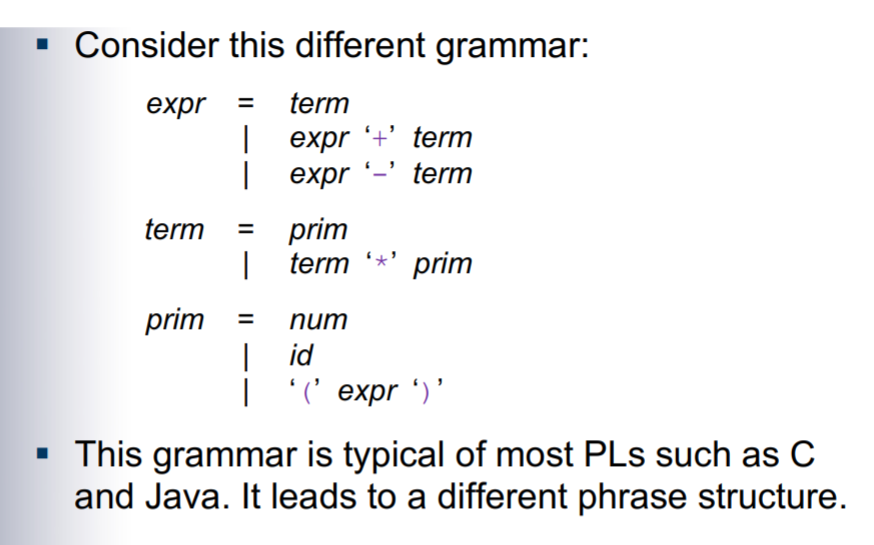 ▪ Consider this different grammar:
expr = term
| expr ‘+’ term
| expr ‘–’ term
term = prim
| term ‘*’ prim
prim = num
| id
| ‘(’ expr ‘)’
▪ This grammar is typical of most PLs such as C
and Java. It leads to a different phrase structure.